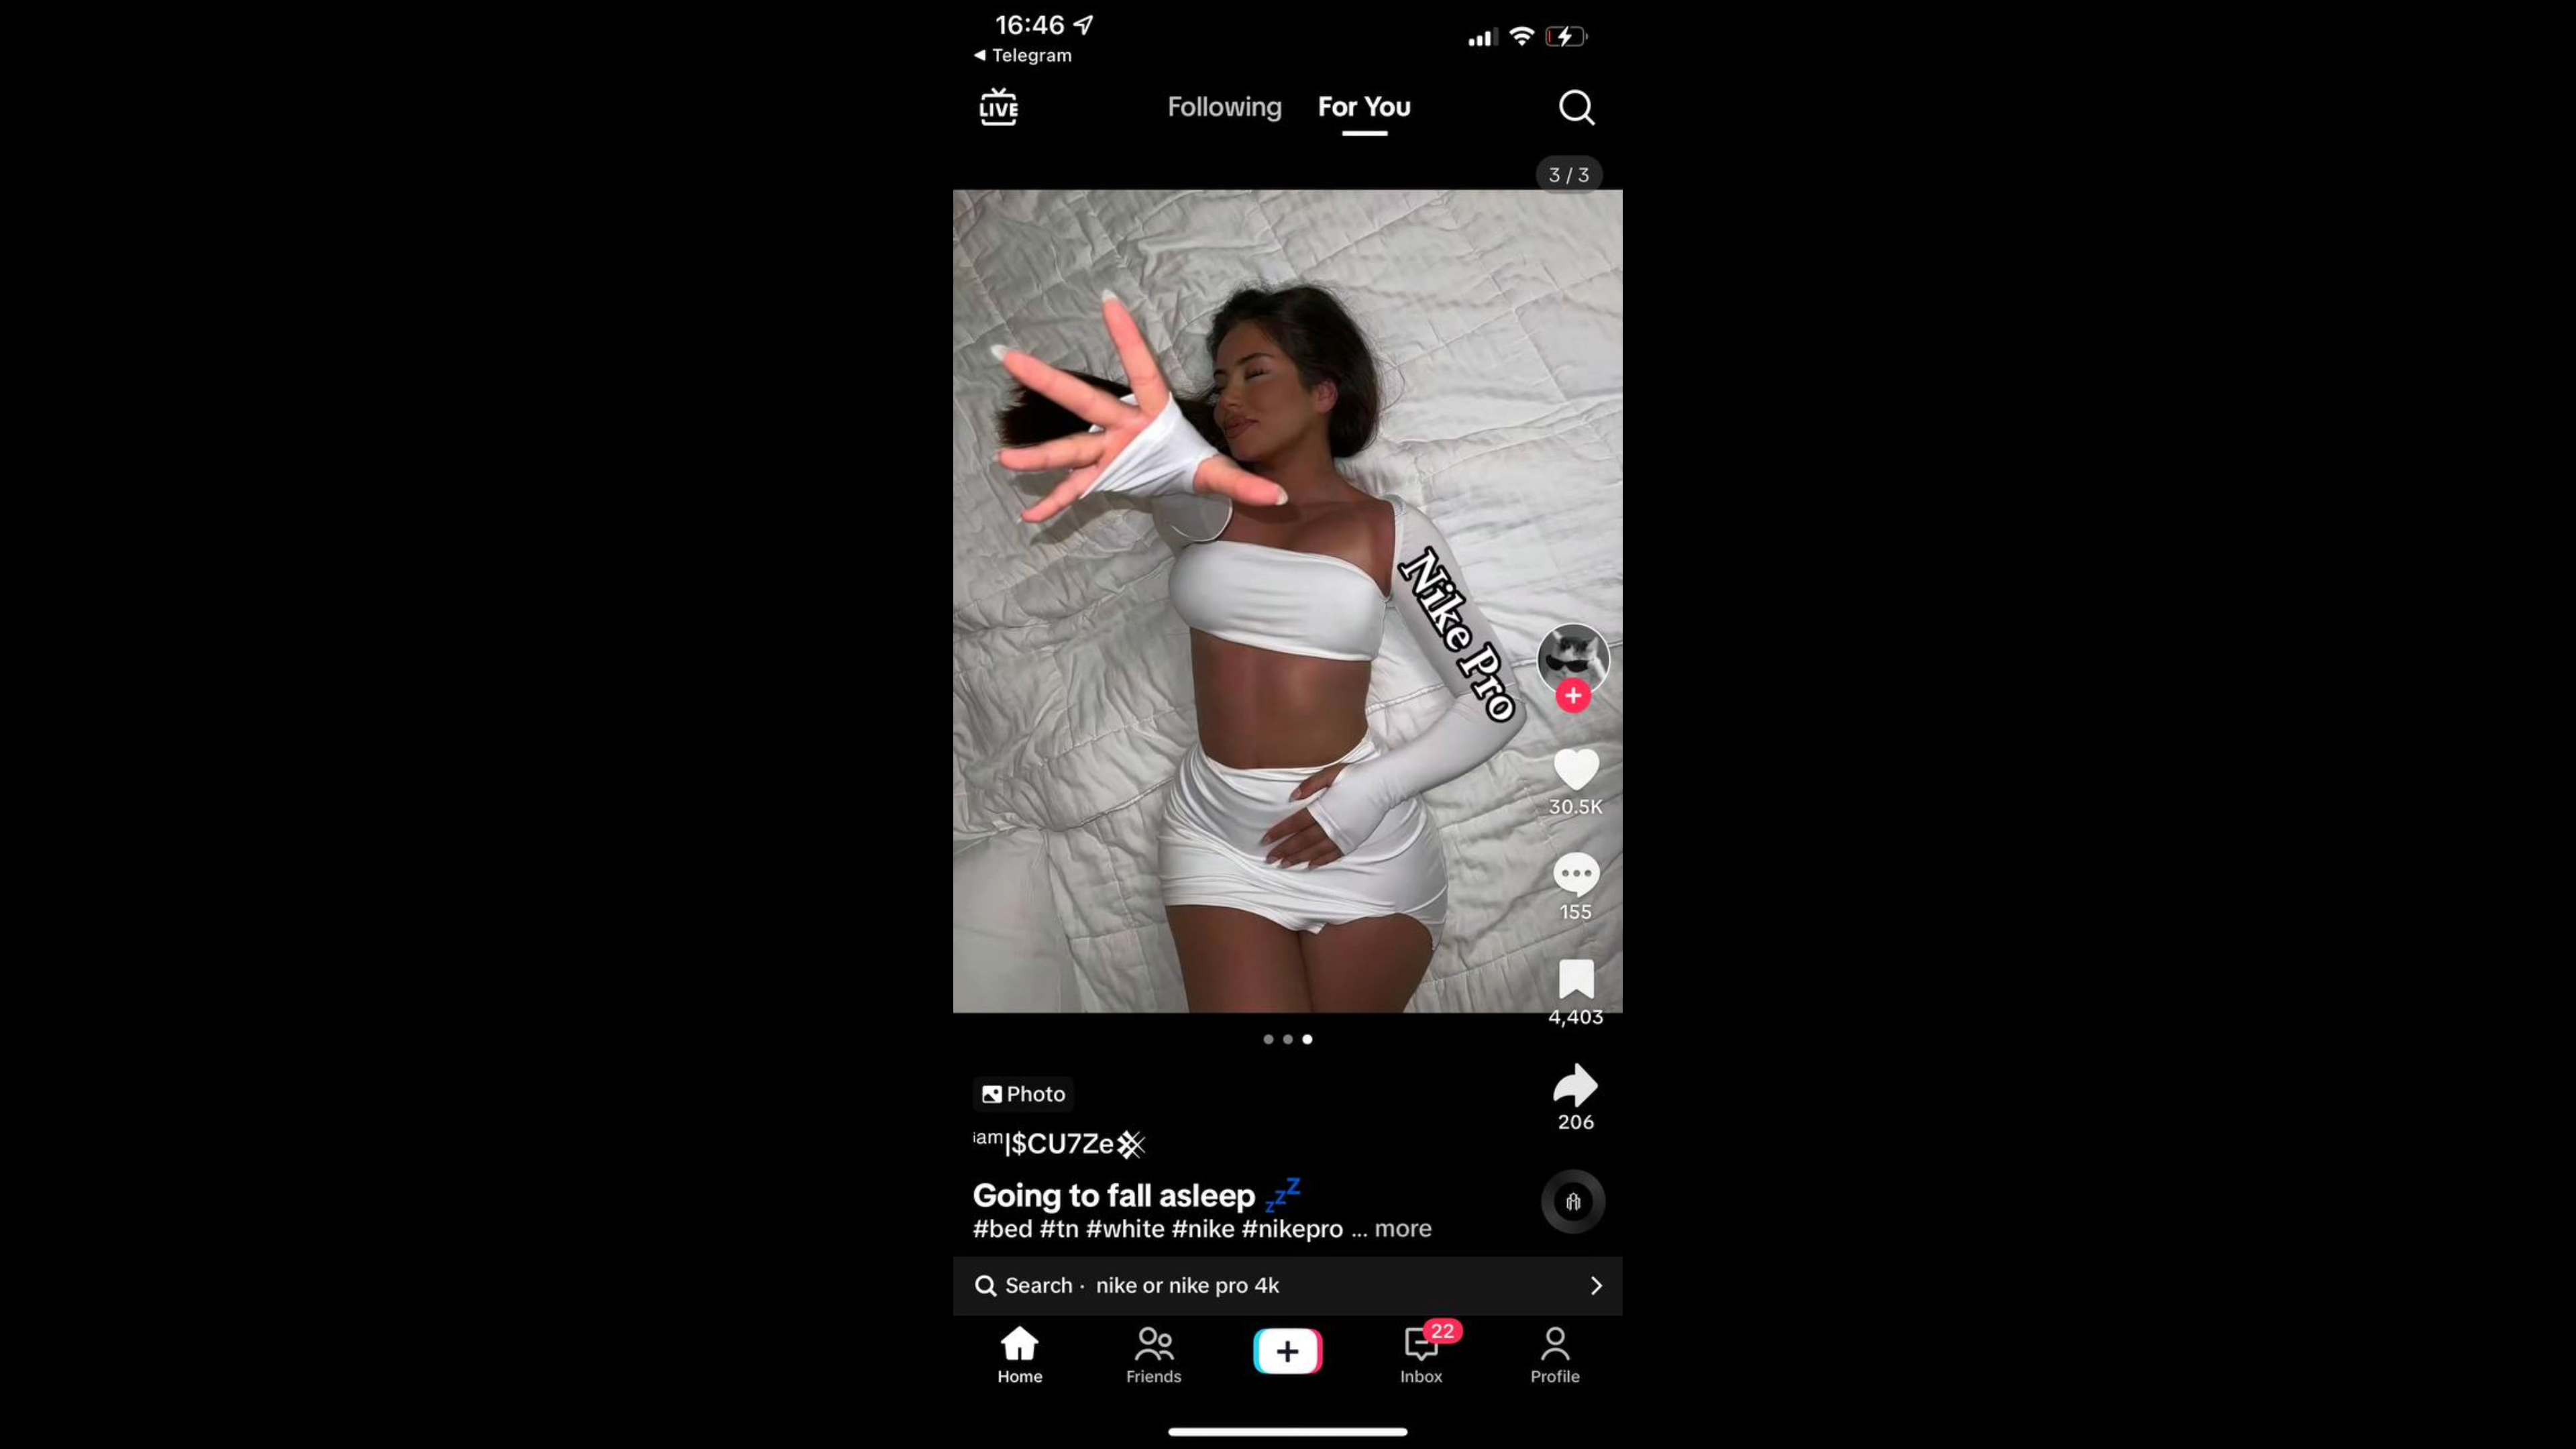 16:46
Telegram
LIVE
Following
For You
3 / 3
Nike Pro
30.5K
155
4,403
206
Photo
ᶦᵃᵐ|$CU7Ze
Going to fall asleep 💤
#bed #tn #white #nike #nikepro ... more
Search · nike or nike pro 4k
Home
Friends
22
Inbox
Profile